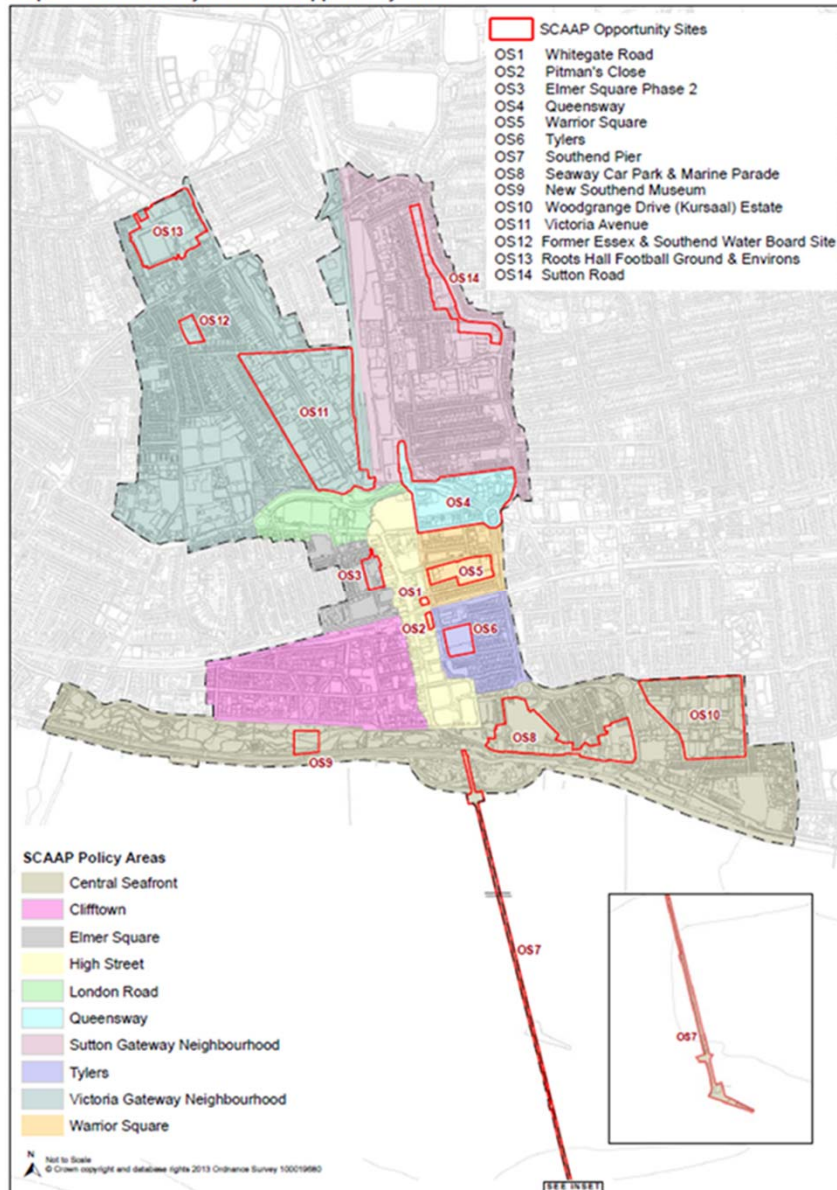 SCAAP Opportunity Sites
OS1 Whitegate Road
OS2 Pitman's Close
OS3 Elmer Square Phase 2
OS4 Queensway
OS5 Warrior Square
OS6 Tylers
OS7 Southend Pier
OS8 Seaway Car Park & Marine Parade
OS9 New Southend Museum
OS10 Woodgrange Drive (Kursaal) Estate
OS11 Victoria Avenue
OS12 Former Essex & Southend Water Board Site
OS13 Roots Hall Football Ground & Environs
OS14 Sutton Road
OS13
OS14
OS12
OS11
OS4
OS3
OS5
OS1
OS2
OS6
OS10
OS8
OS9
OS7
OS7
SCAAP Policy Areas
Central Seafront
Clifftown
Elmer Square
High Street
London Road
Queensway
Sutton Gateway Neighbourhood
Tylers
Victoria Gateway Neighbourhood
Warrior Square
N
Not to Scale
© Crown copyright and database rights 2013 Ordnance Survey 100019680
SEE INSET